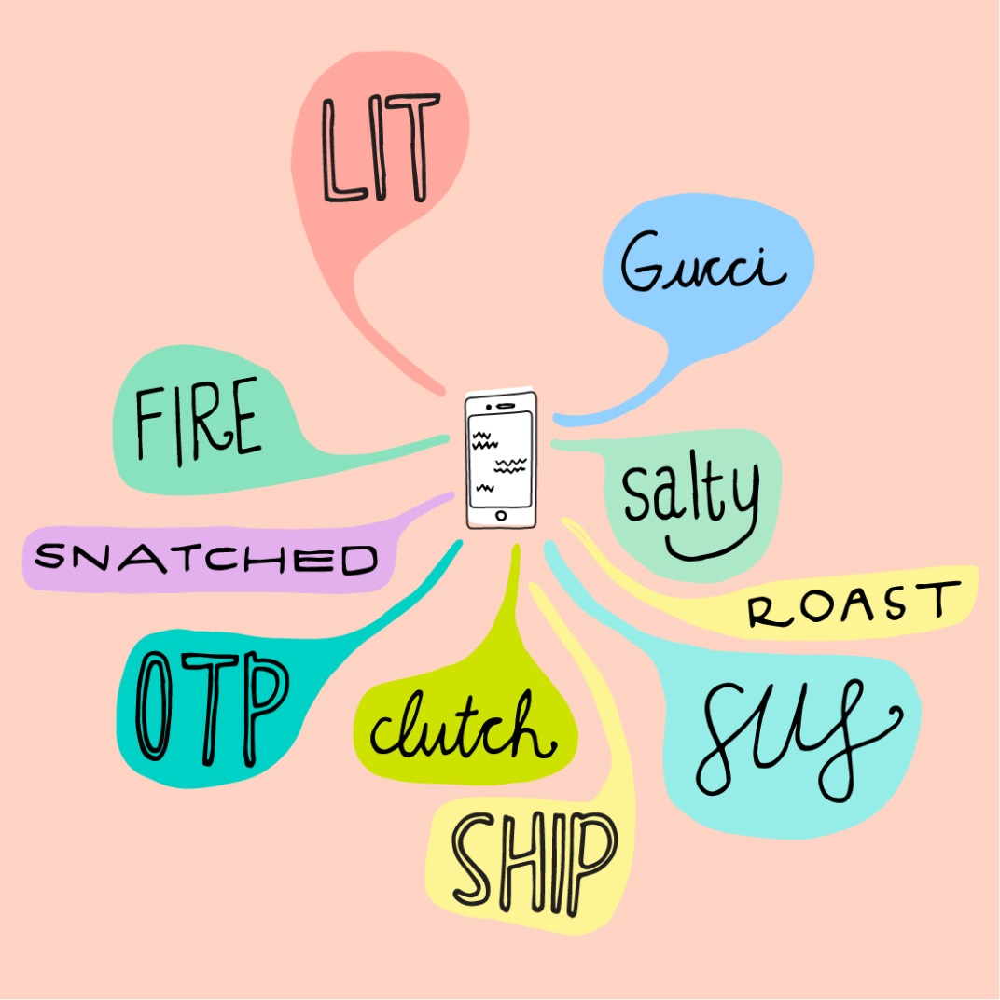 LIT
Gucci
FIRE
salty
SNATCHED
ROAST
OTP
clutch
sus
SHIP